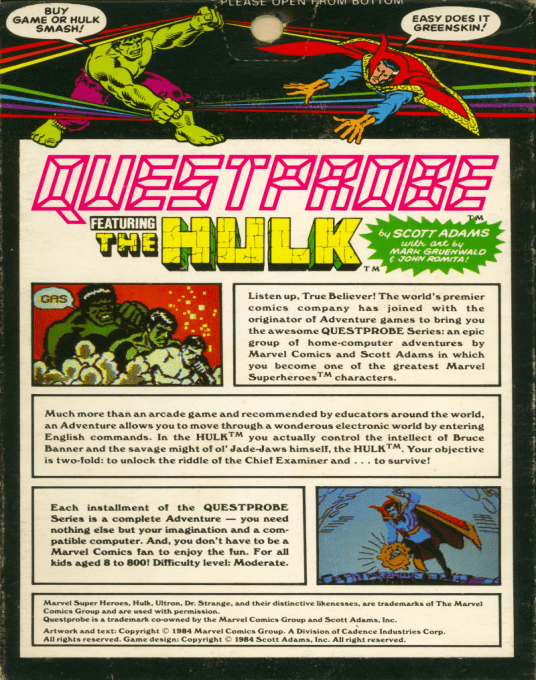 PLEASE OPEN FROM BOTTOM
BUY
GAME OR HULK
SMASH!
EASY DOES IT
GREENSKIN!
QUESTPROBE™
FEATURING
THE HULK™
by SCOTT ADAMS
with art by
MARK GRUENWALD
& JOHN ROMITA!
GAS
Listen up, True Believer! The world's premier
comics company has joined with the
originator of Adventure games to bring you
the awesome QUESTPROBE Series: an epic
group of home-computer adventures by
Marvel Comics and Scott Adams in which
you become one of the greatest Marvel
Superheroes™ characters.
Much more than an arcade game and recommended by educators around the world,
an Adventure allows you to move through a wonderous electronic world by entering
English commands. In the HULK™ you actually control the intellect of Bruce
Banner and the savage might of ol' Jade-Jaws himself, the HULK™. Your objective
is two-fold: to unlock the riddle of the Chief Examiner and . . . to survive!
Each installment of the QUESTPROBE
Series is a complete Adventure — you need
nothing else but your imagination and a com-
patible computer. And, you don't have to be a
Marvel Comics fan to enjoy the fun. For all
kids aged 8 to 800! Difficulty level: Moderate.
Marvel Super Heroes, Hulk, Ultron, Dr. Strange, and their distinctive likenesses, are trademarks of The Marvel
Comics Group and are used with permission.
Questprobe is a trademark co-owned by the Marvel Comics Group and Scott Adams, Inc.
Artwork and text: Copyright © 1984 Marvel Comics Group. A Division of Cadence Industries Corp.
All rights reserved. Game design: Copyright © 1984 Scott Adams, Inc. All right reserved.